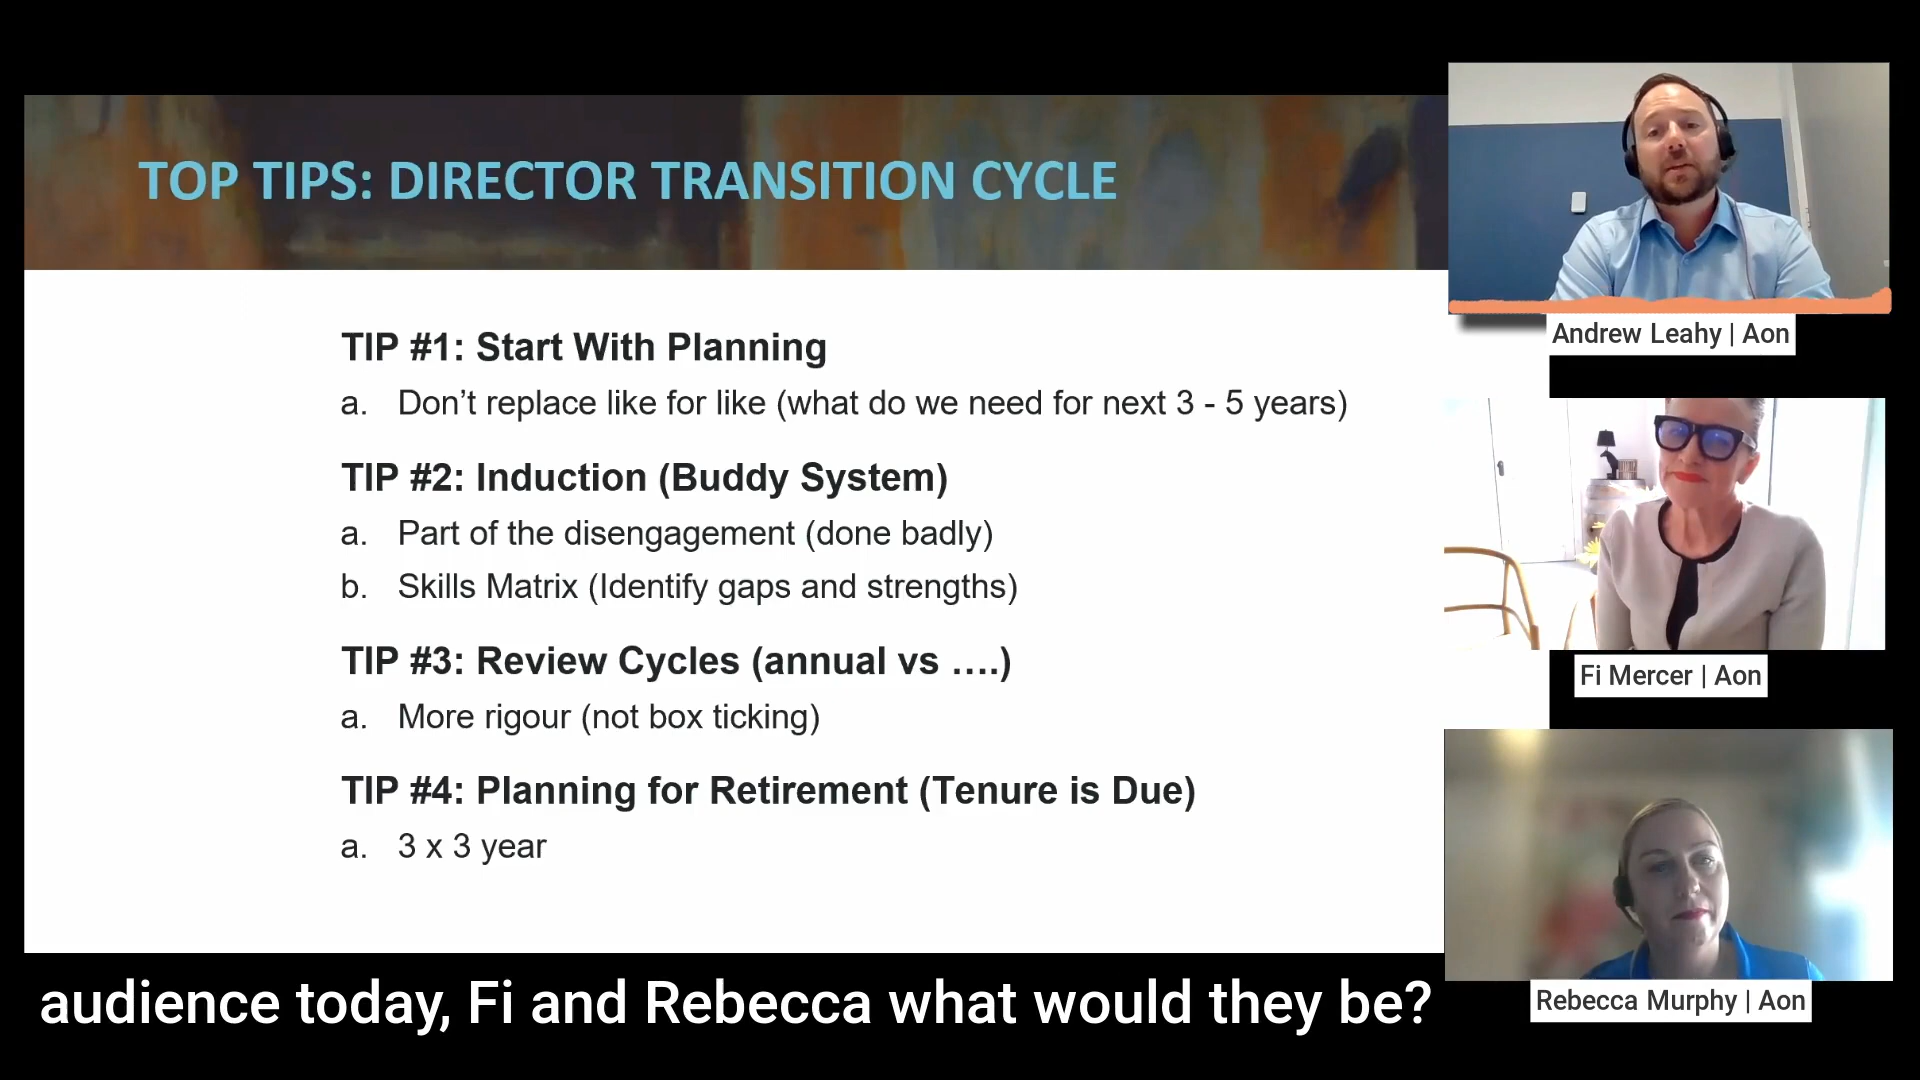 TOP TIPS: DIRECTOR TRANSITION CYCLE
TIP #1: Start With Planning
a. Don’t replace like for like (what do we need for next 3 - 5 years)
TIP #2: Induction (Buddy System)
a. Part of the disengagement (done badly)
b. Skills Matrix (Identify gaps and strengths)
TIP #3: Review Cycles (annual vs ….)
a. More rigour (not box ticking)
TIP #4: Planning for Retirement (Tenure is Due)
a. 3 x 3 year
Andrew Leahy | Aon
Fi Mercer | Aon
Rebecca Murphy | Aon
audience today, Fi and Rebecca what would they be?